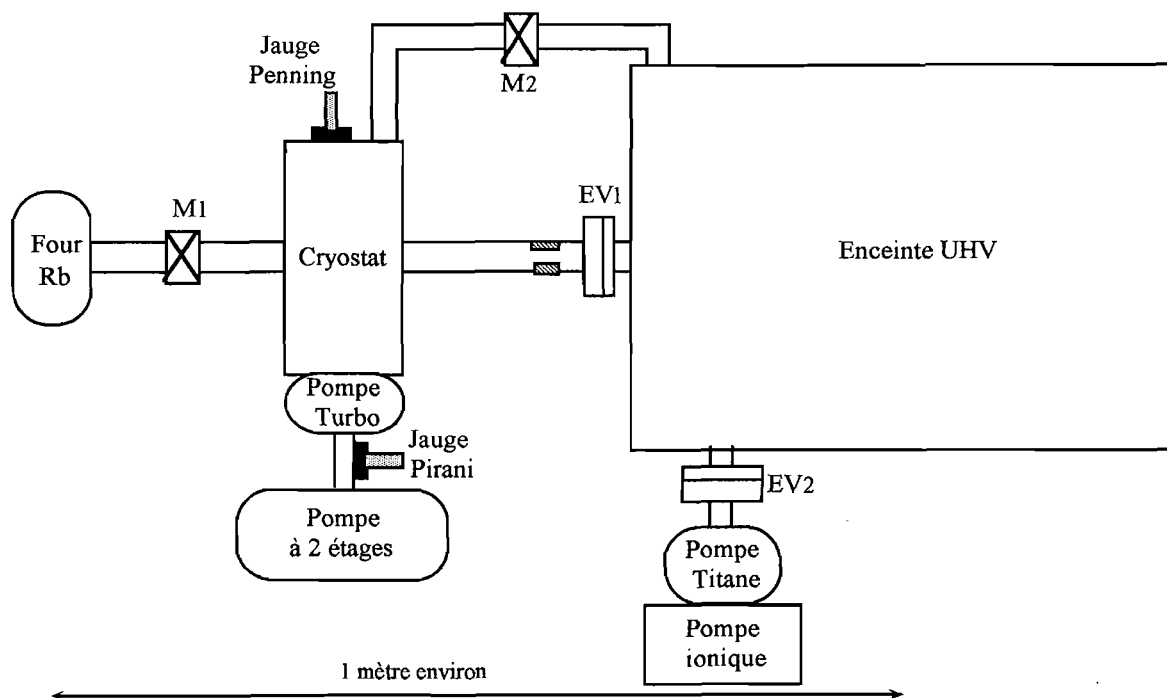 Jauge
Penning
M2
M1
EV1
Four
Rb
Cryostat
Enceinte UHV
Pompe
Turbo
Jauge
Pirani
EV2
Pompe
à 2 étages
Pompe
Titane
Pompe
ionique
1 mètre environ